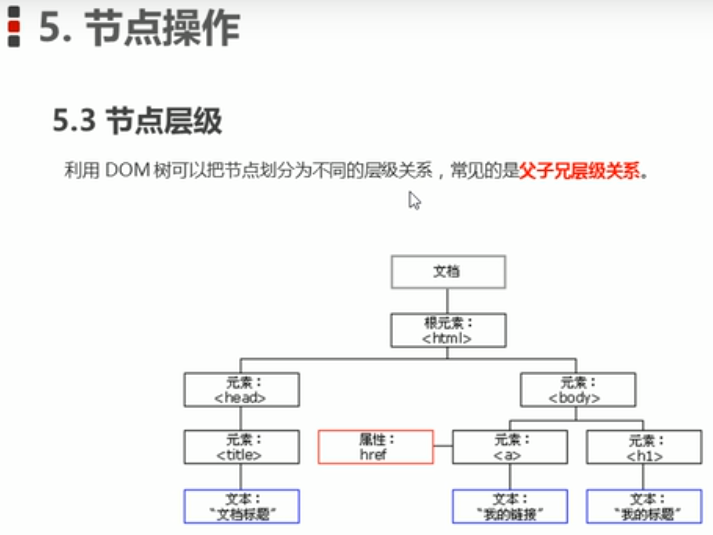 5. 节点操作
5.3 节点层级
利用 DOM 树可以把节点划分为不同的层级关系，常见的是父子兄层级关系。
文档
根元素：
<html>
元素：
<head>
元素：
<body>
元素：
<title>
属性：
href
元素：
<a>
元素：
<h1>
文本：
"文档标题"
文本：
"我的链接"
文本：
"我的标题"